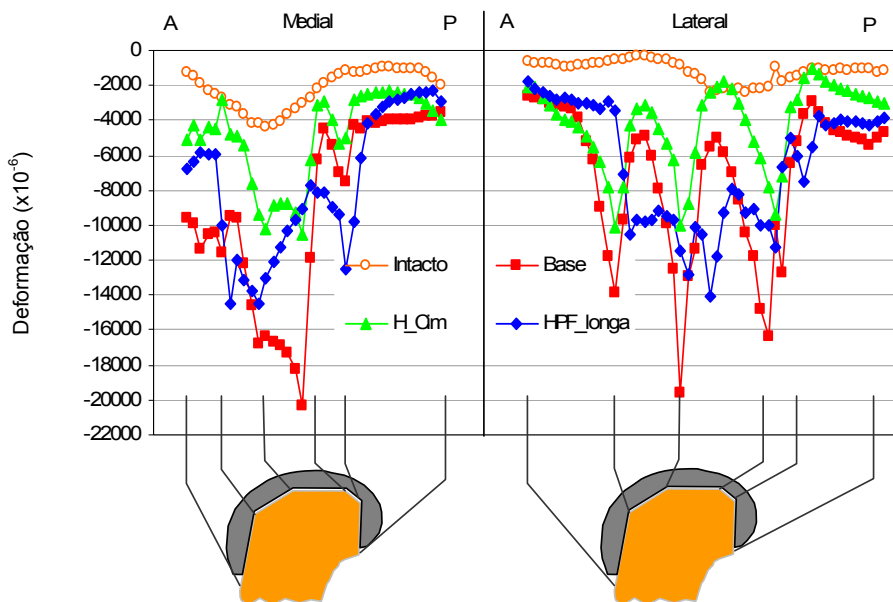 A Medial P A Lateral P
0
-2000
-4000
-6000
-8000
-10000
-12000
-14000
-16000
-18000
-20000
-22000
Deformação (x10⁻⁶)
Intacto
Base
H_Cim
HPF_longa